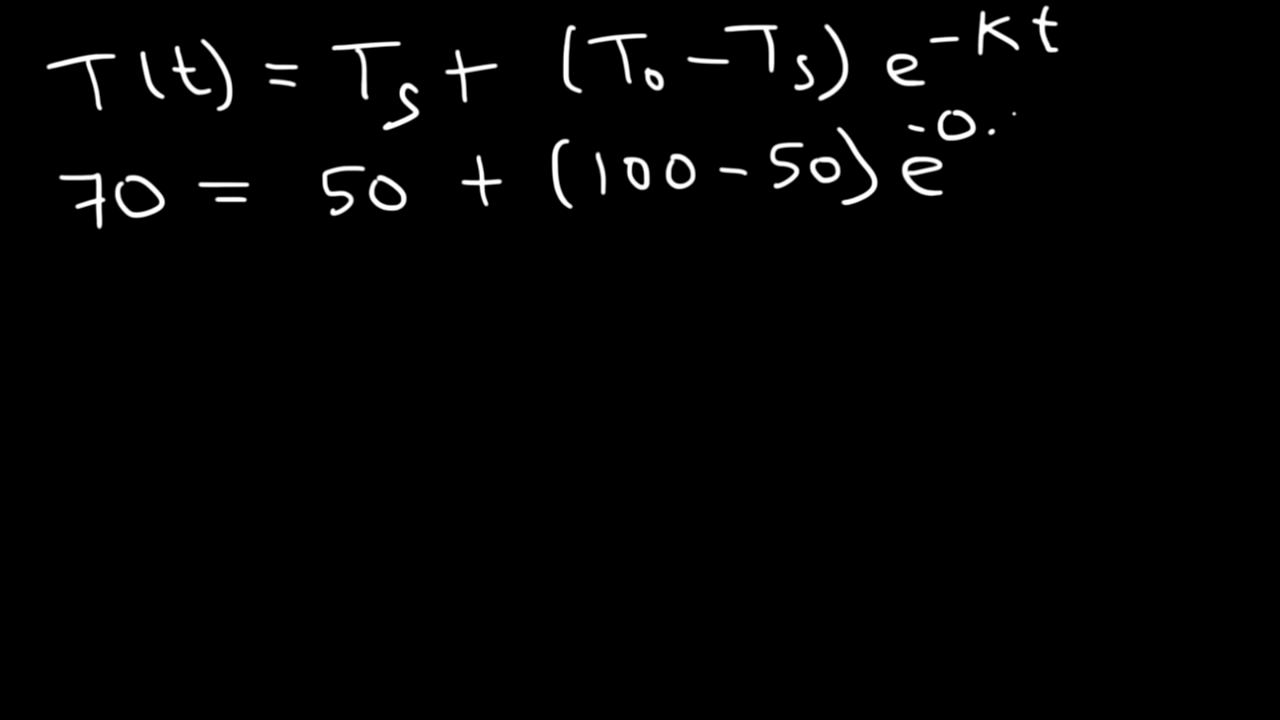 T(t) = Tₛ + (T₀ - Tₛ) e^{-Kt}
70 = 50 + (100 - 50) e^{-0.}